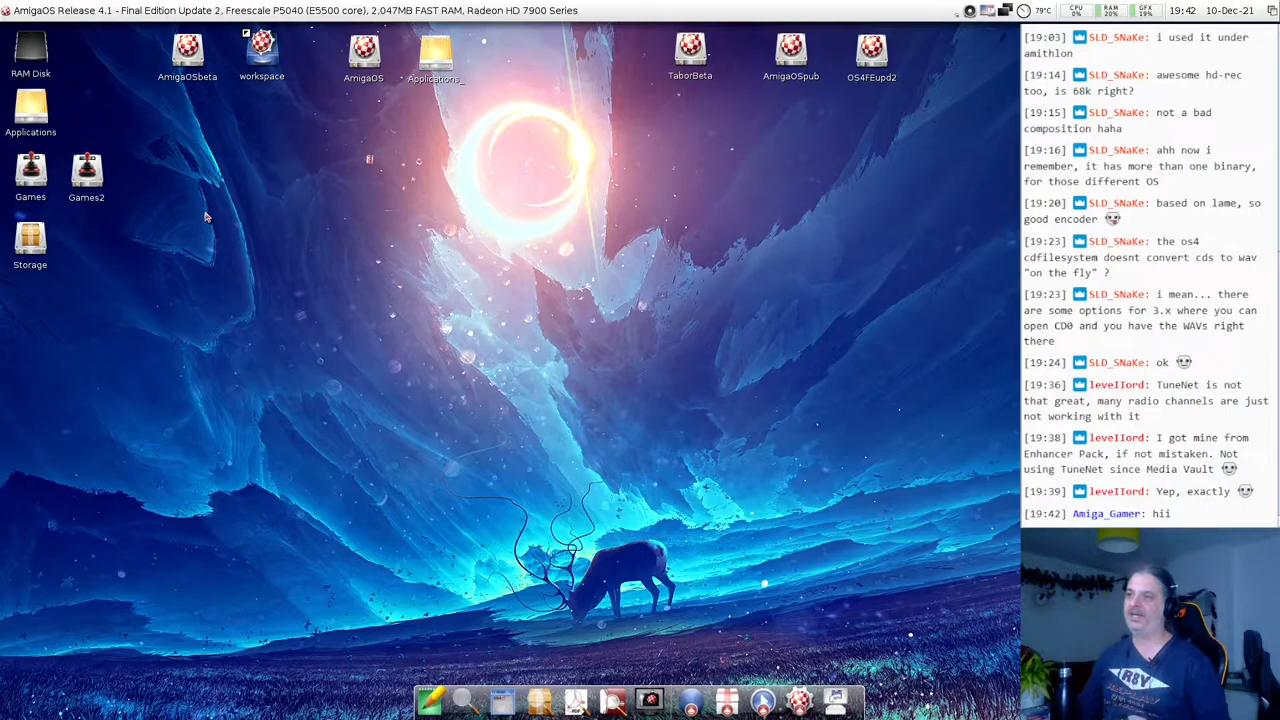 AmigaOS Release 4.1 - Final Edition Update 2, Freescale P5040 (E5500 core), 2,047MB FAST RAM, Radeon HD 7900 Series
79°C
CPU
0%
RAM
20%
GFX
19%
19:42
10-Dec-21
RAM Disk
AmigaOSbeta
workspace
AmigaOS
Applications_
TaborBeta
AmigaOSpub
OS4FEupd2
Applications
Games
Games2
Storage
[19:03] SLD_SNaKe: i used it under
amithlon
[19:14] SLD_SNaKe: awesome hd-rec
too, is 68k right?
[19:15] SLD_SNaKe: not a bad
composition haha
[19:16] SLD_SNaKe: ahh now i
remember, it has more than one binary,
for those different OS
[19:20] SLD_SNaKe: based on lame, so
good encoder
[19:23] SLD_SNaKe: the os4
cdfilesystem doesnt convert cds to wav
"on the fly" ?
[19:23] SLD_SNaKe: i mean... there
are some options for 3.x where you can
open CD0 and you have the WAVs right
there
[19:24] SLD_SNaKe: ok
[19:36] leveIIord: TuneNet is not
that great, many radio channels are just
not working with it
[19:38] leveIIord: I got mine from
Enhancer Pack, if not mistaken. Not
using TuneNet since Media Vault
[19:39] leveIIord: Yep, exactly
[19:42] Amiga_Gamer: hii
PDF